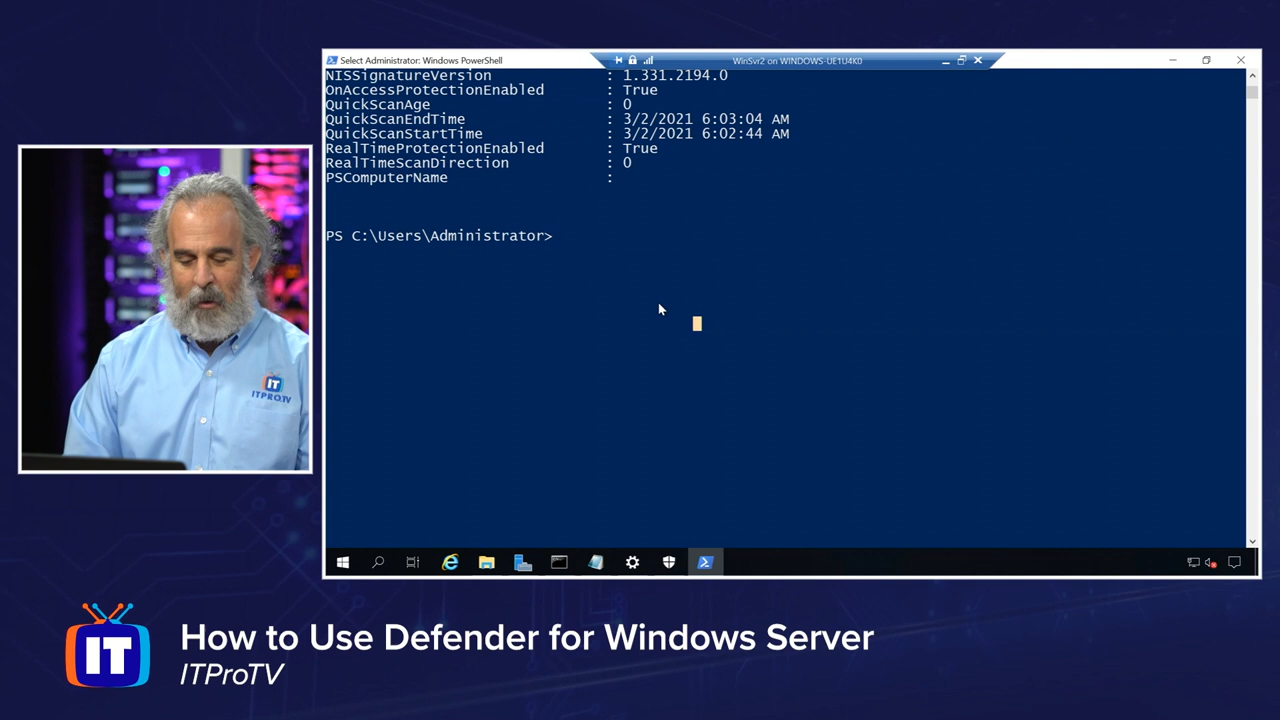 Select Administrator: Windows PowerShell
WinSvr2 on WINDOWS-UE1U4K0
NISSignatureVersion : 1.331.2194.0
OnAccessProtectionEnabled : True
QuickScanAge : 0
QuickScanEndTime : 3/2/2021 6:03:04 AM
QuickScanStartTime : 3/2/2021 6:02:44 AM
RealTimeProtectionEnabled : True
RealTimeScanDirection : 0
PSComputerName :
PS C:\Users\Administrator>
IT
ITPRO.TV
IT
How to Use Defender for Windows Server
ITProTV